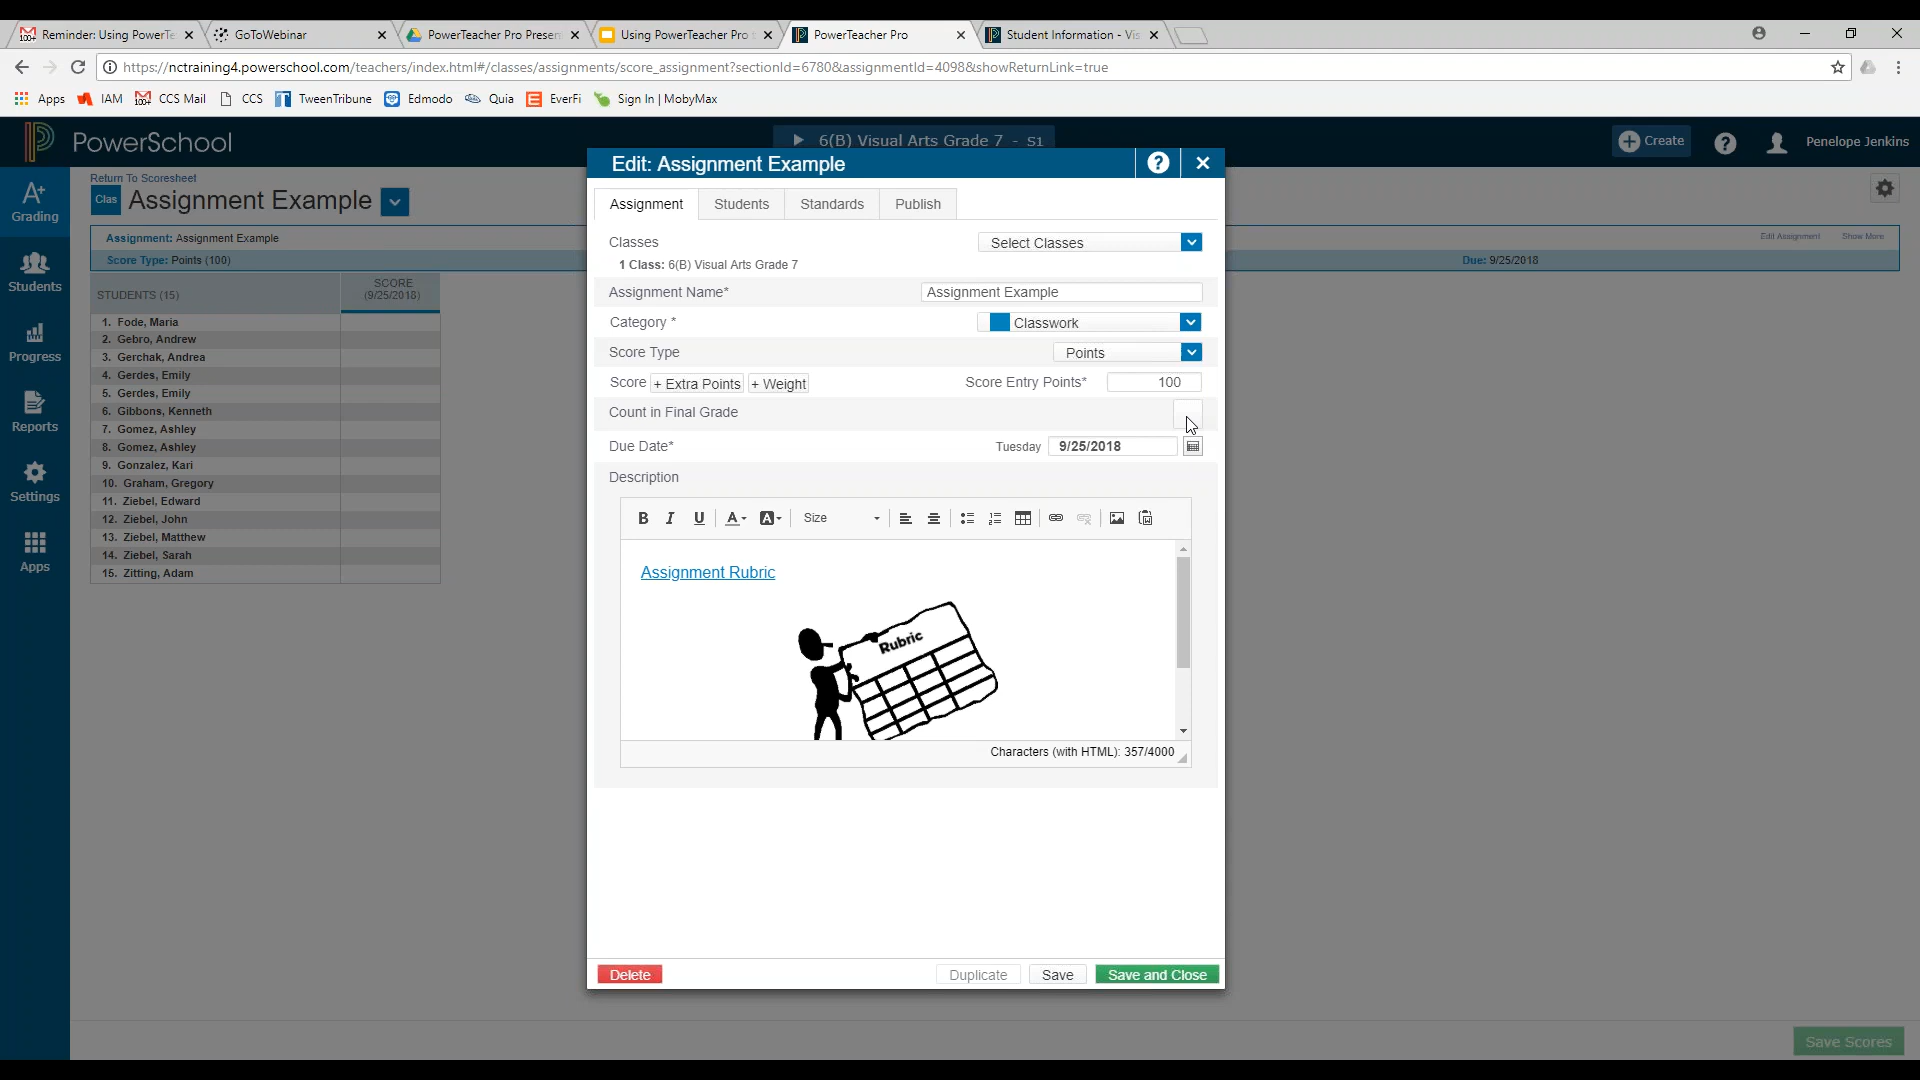 Reminder: Using PowerTe
GoToWebinar
PowerTeacher Pro Presen
Using PowerTeacher Pro t
PowerTeacher Pro
Student Information - Vis
https://nctraining4.powerschool.com/teachers/index.html#/classes/assignments/score_assignment?sectionId=6780&assignmentId=4098&showReturnLink=true
Apps IAM CCS Mail CCS TweenTribune Edmodo Quia EverFi Sign In | MobyMax
PowerSchool
6(B) Visual Arts Grade 7 - S1
Create
Penelope Jenkins
Grading
Students
Progress
Reports
Settings
Apps
Return To Scoresheet
Clas Assignment Example
Assignment: Assignment Example
Edit Assignment Show More
Score Type: Points (100)
Due: 9/25/2018
STUDENTS (15)
SCORE
(9/25/2018)
1. Fode, Maria
2. Gebro, Andrew
3. Gerchak, Andrea
4. Gerdes, Emily
5. Gerdes, Emily
6. Gibbons, Kenneth
7. Gomez, Ashley
8. Gomez, Ashley
9. Gonzalez, Kari
10. Graham, Gregory
11. Ziebel, Edward
12. Ziebel, John
13. Ziebel, Matthew
14. Ziebel, Sarah
15. Zitting, Adam
Edit: Assignment Example
Assignment Students Standards Publish
Classes Select Classes
1 Class: 6(B) Visual Arts Grade 7
Assignment Name* Assignment Example
Category * Classwork
Score Type Points
Score + Extra Points + Weight Score Entry Points* 100
Count in Final Grade
Due Date* Tuesday 9/25/2018
Description
B I U A A Size
Assignment Rubric
Rubric
Characters (with HTML): 357/4000
Delete Duplicate Save Save and Close
Save Scores